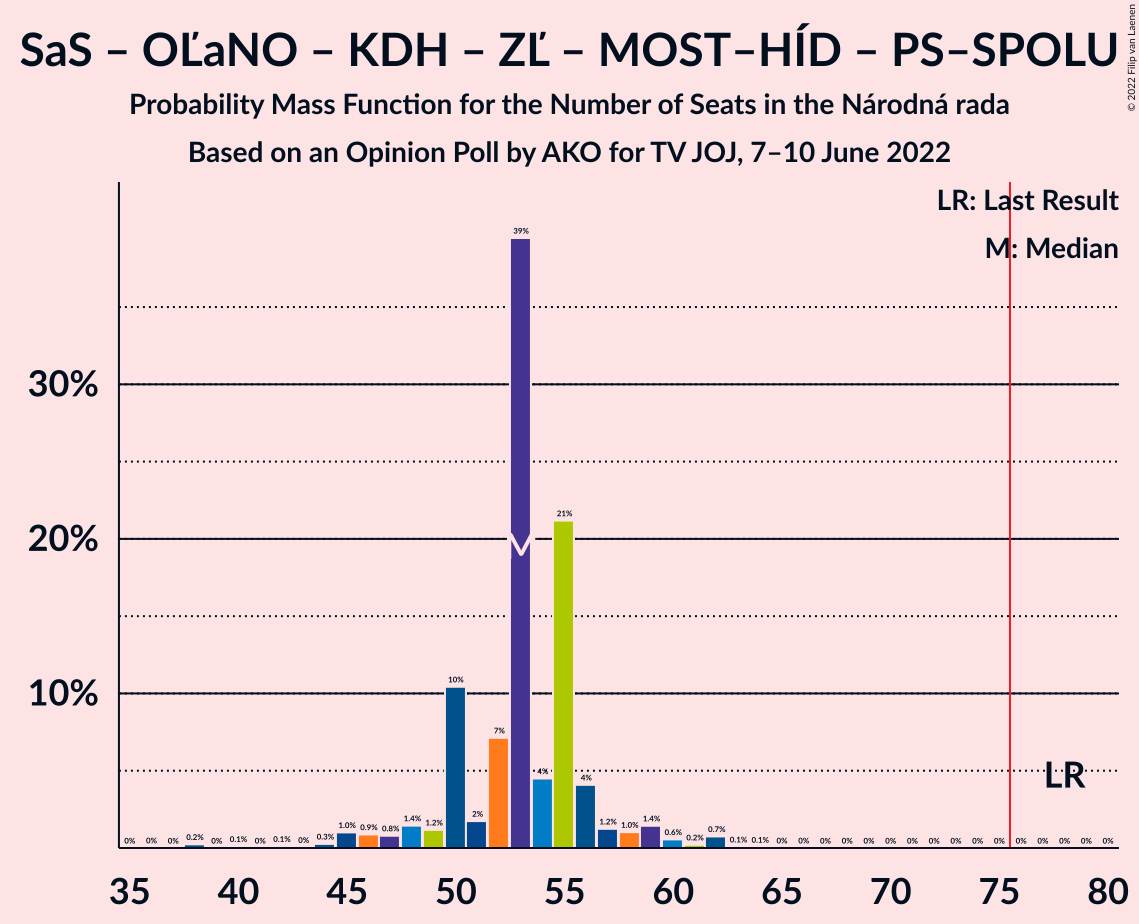 SaS – OĽaNO – KDH – ZĽ – MOST–HÍD – PS–SPOLU
Probability Mass Function for the Number of Seats in the Národná rada
Based on an Opinion Poll by AKO for TV JOJ, 7–10 June 2022
© 2022 Filip van Laenen
LR: Last Result
M: Median
30%
20%
10%
0% 0% 0% 0.2% 0% 0.1% 0% 0.1% 0% 0.3% 1.0% 0.9% 0.8% 1.4% 1.2% 10% 2% 7% 39% 4% 21% 4% 1.2% 1.0% 1.4% 0.6% 0.2% 0.7% 0.1% 0.1% 0% 0% 0% 0% 0% 0% 0% 0% 0% 0% 0% 0% 0% 0% 0% 0%
M
LR
35 40 45 50 55 60 65 70 75 80